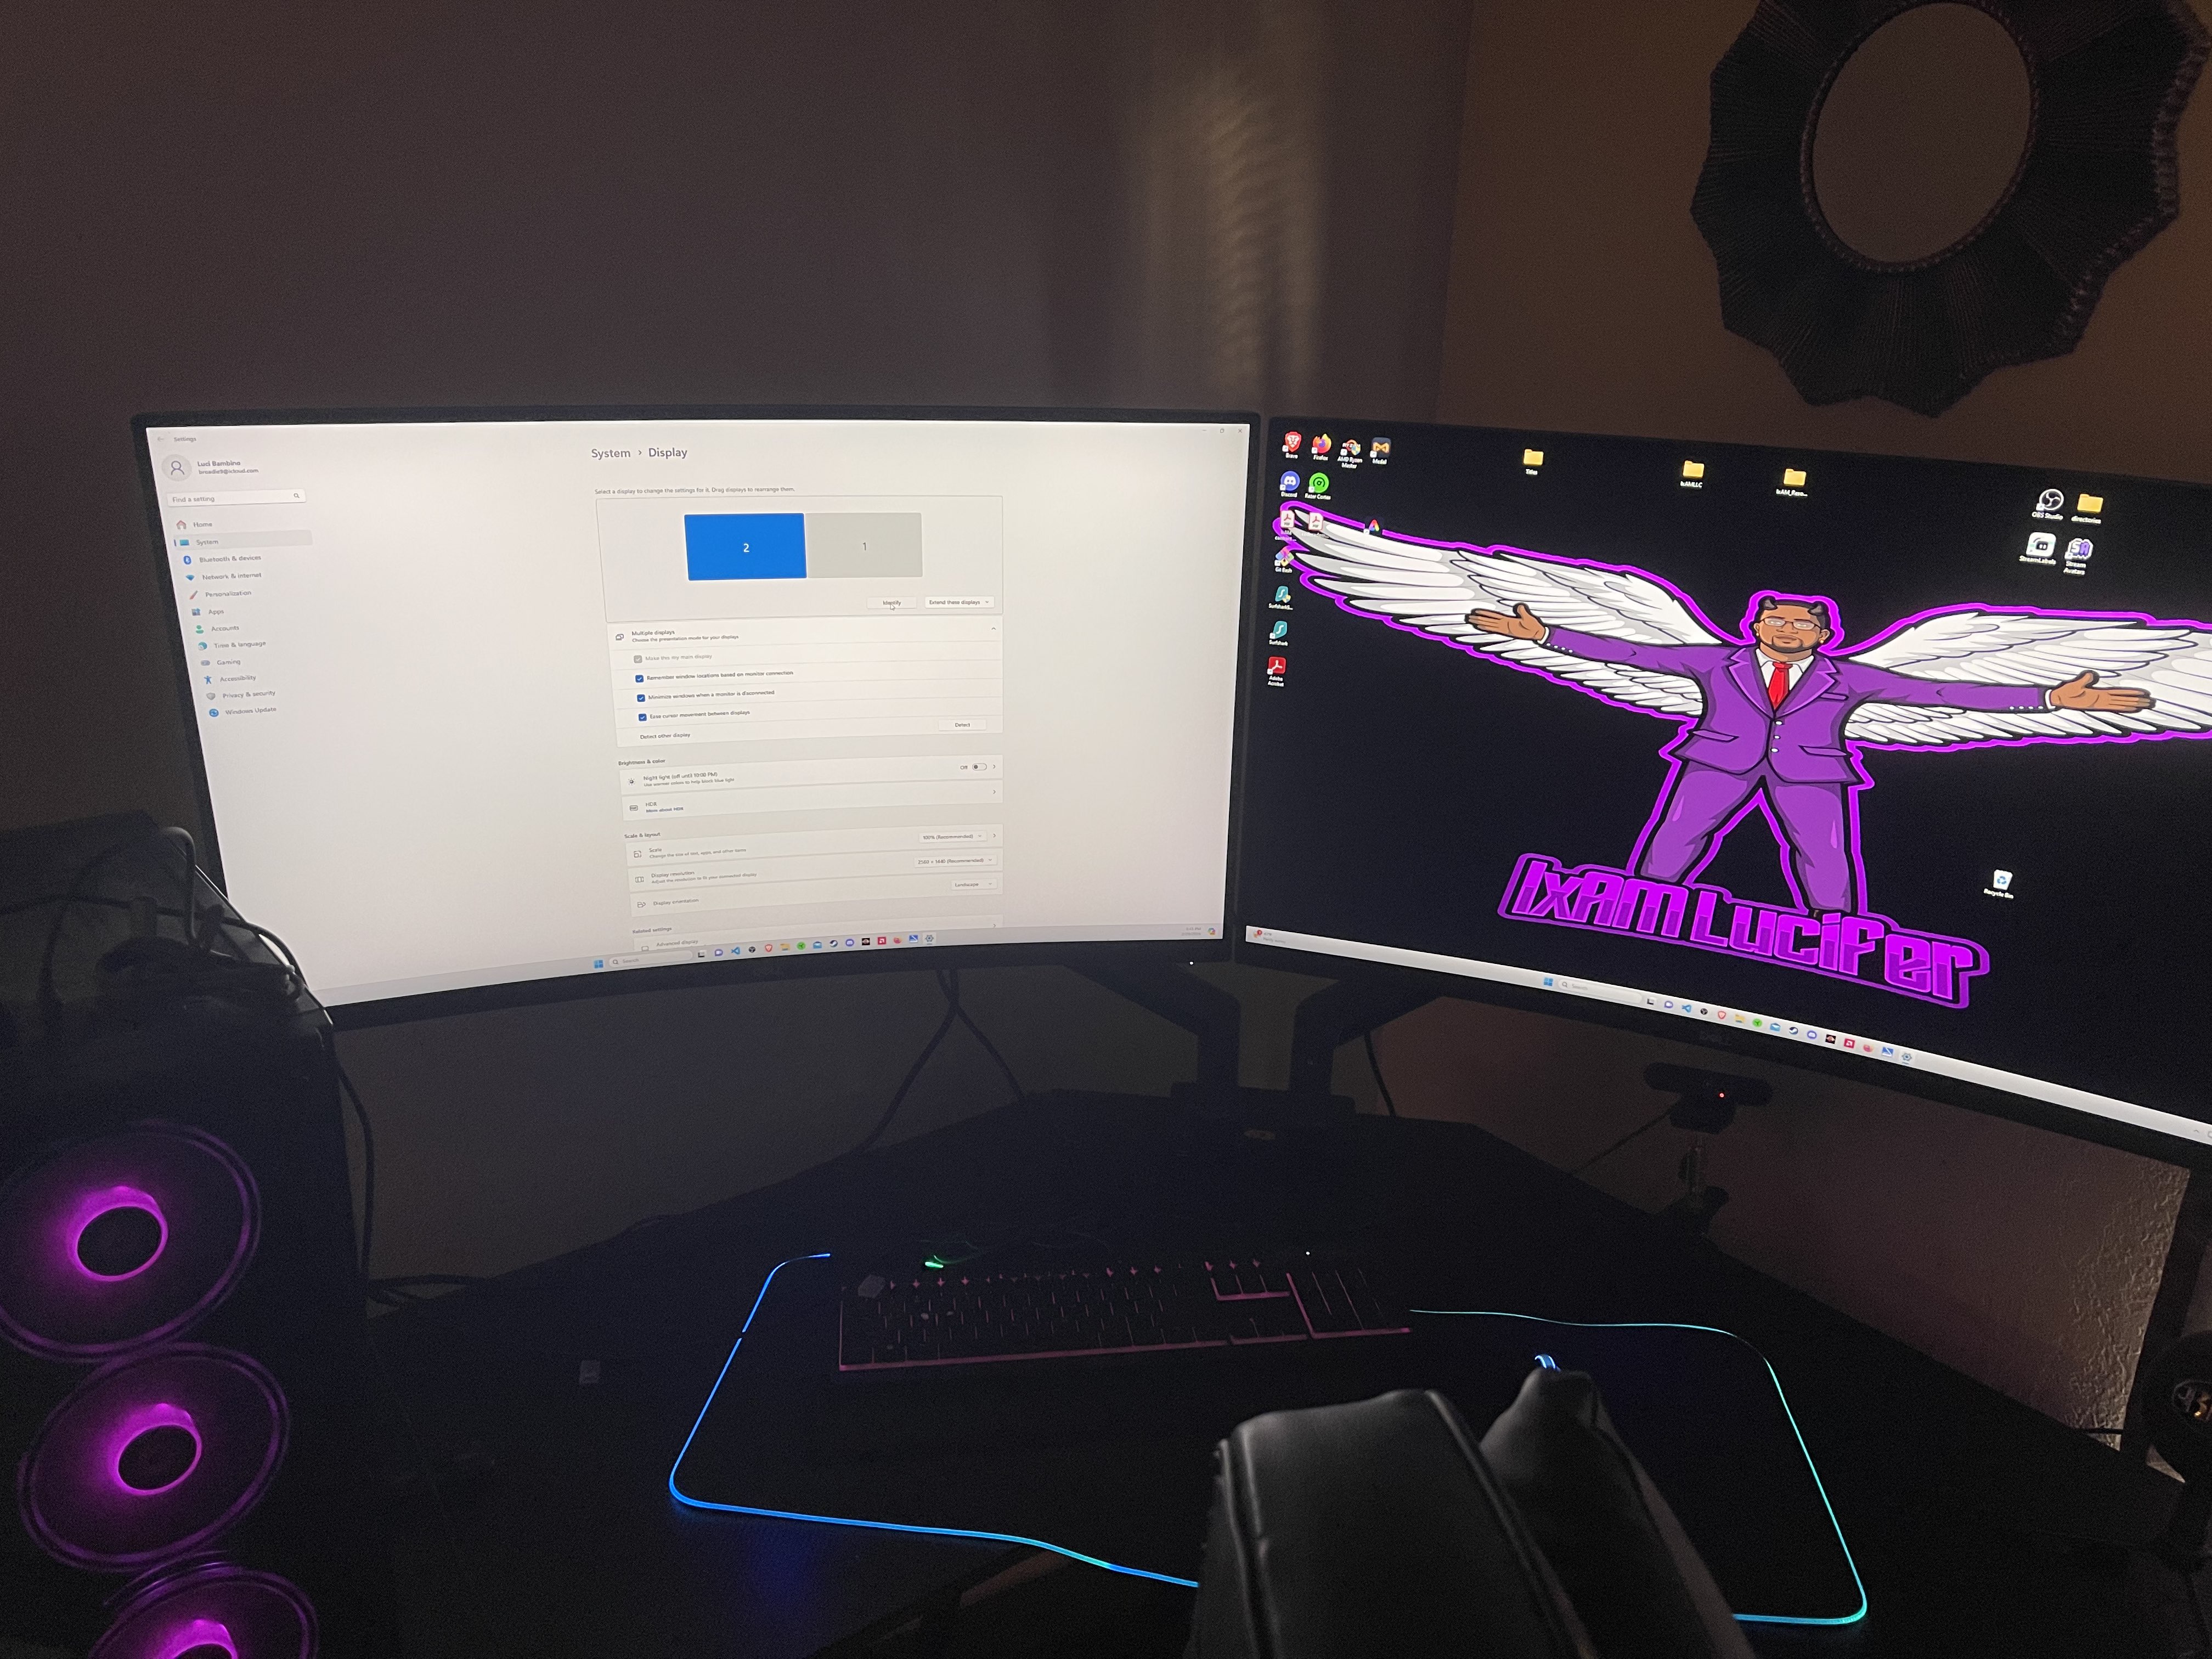 Settings
Luci Bambino
Find a setting
Home
System
Bluetooth & devices
Network & internet
Personalization
Apps
Accounts
Time & language
Gaming
Accessibility
Privacy & security
Windows Update
System › Display
Select a display to change the settings for it. Drag displays to rearrange them.
2
1
Identify
Extend these displays
Multiple displays
Choose the presentation mode for your displays
Make this my main display
Remember window locations based on monitor connection
Minimize windows when a monitor is disconnected
Ease cursor movement between displays
Detect other display
Detect
Brightness & color
Night light (off until 10:00 PM)
Use warmer colors to help block blue light
Off
HDR
More about HDR
Scale & layout
Scale
Change the size of text, apps, and other items
100% (Recommended)
Display resolution
Adjust the resolution to fit your connected display
2560 × 1440 (Recommended)
Display orientation
Landscape
Related settings
Advanced display
Search
Brave
Firefox
AMD Ryzen
Master
Medal
Discord
Razer Cortex
Git Bash
Surfshark
Adobe
Acrobat
Titles
IxAMLLC
OBS Studio
directories
StreamLabels
Stream
Avatars
Recycle Bin
IxAM Lucifer
Search